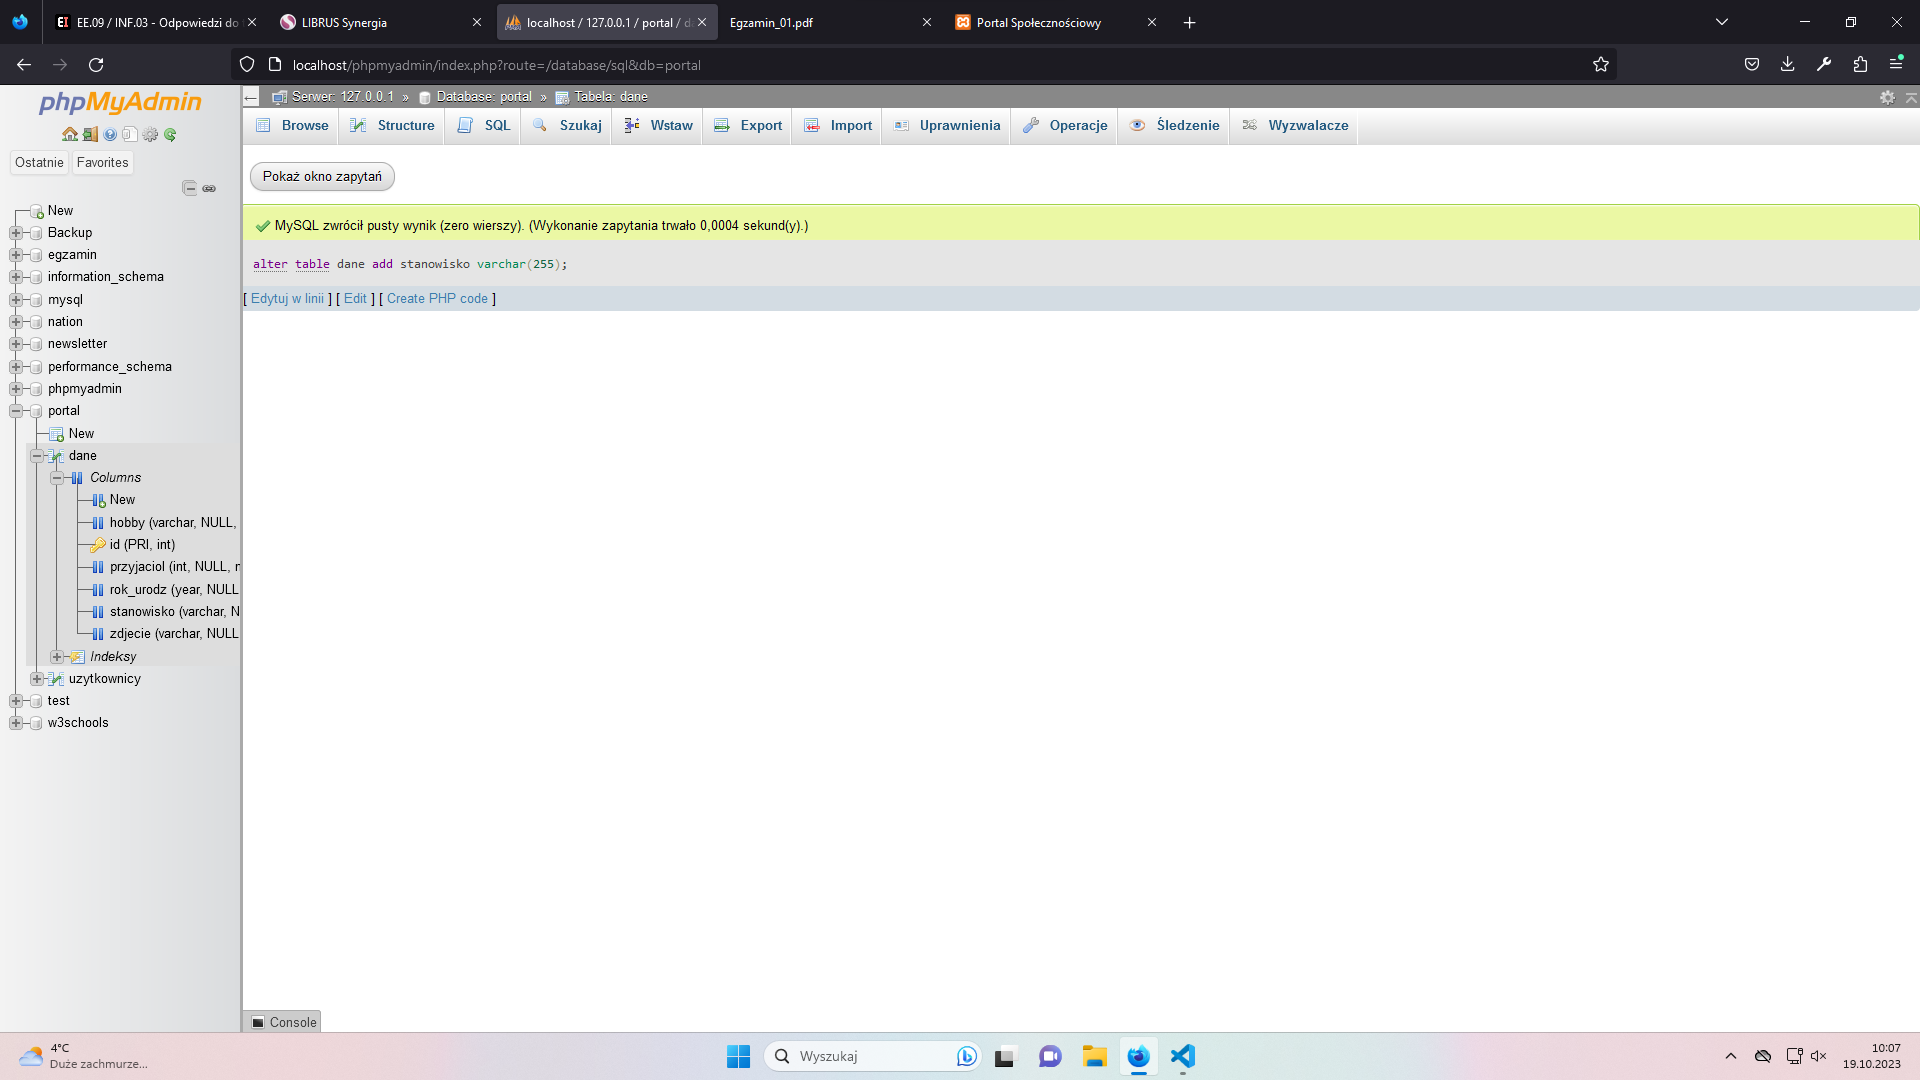 EE.09 / INF.03 - Odpowiedzi do
LIBRUS Synergia
localhost / 127.0.0.1 / portal / da
Egzamin_01.pdf
Portal Społecznościowy
localhost/phpmyadmin/index.php?route=/database/sql&db=portal
phpMyAdmin
Ostatnie
Favorites
New
Backup
egzamin
information_schema
mysql
nation
newsletter
performance_schema
phpmyadmin
portal
New
dane
Columns
New
hobby (varchar, NULL,
id (PRI, int)
przyjaciol (int, NULL, n
rok_urodz (year, NULL
stanowisko (varchar, N
zdjecie (varchar, NULL
Indeksy
uzytkownicy
test
w3schools
Serwer: 127.0.0.1 » Database: portal » Tabela: dane
Browse
Structure
SQL
Szukaj
Wstaw
Export
Import
Uprawnienia
Operacje
Śledzenie
Wyzwalacze
Pokaż okno zapytań
MySQL zwrócił pusty wynik (zero wierszy). (Wykonanie zapytania trwało 0,0004 sekund(y).)
alter table dane add stanowisko varchar(255);
[ Edytuj w linii ] [ Edit ] [ Create PHP code ]
Console
4°C
Duże zachmurze...
Wyszukaj
10:07
19.10.2023